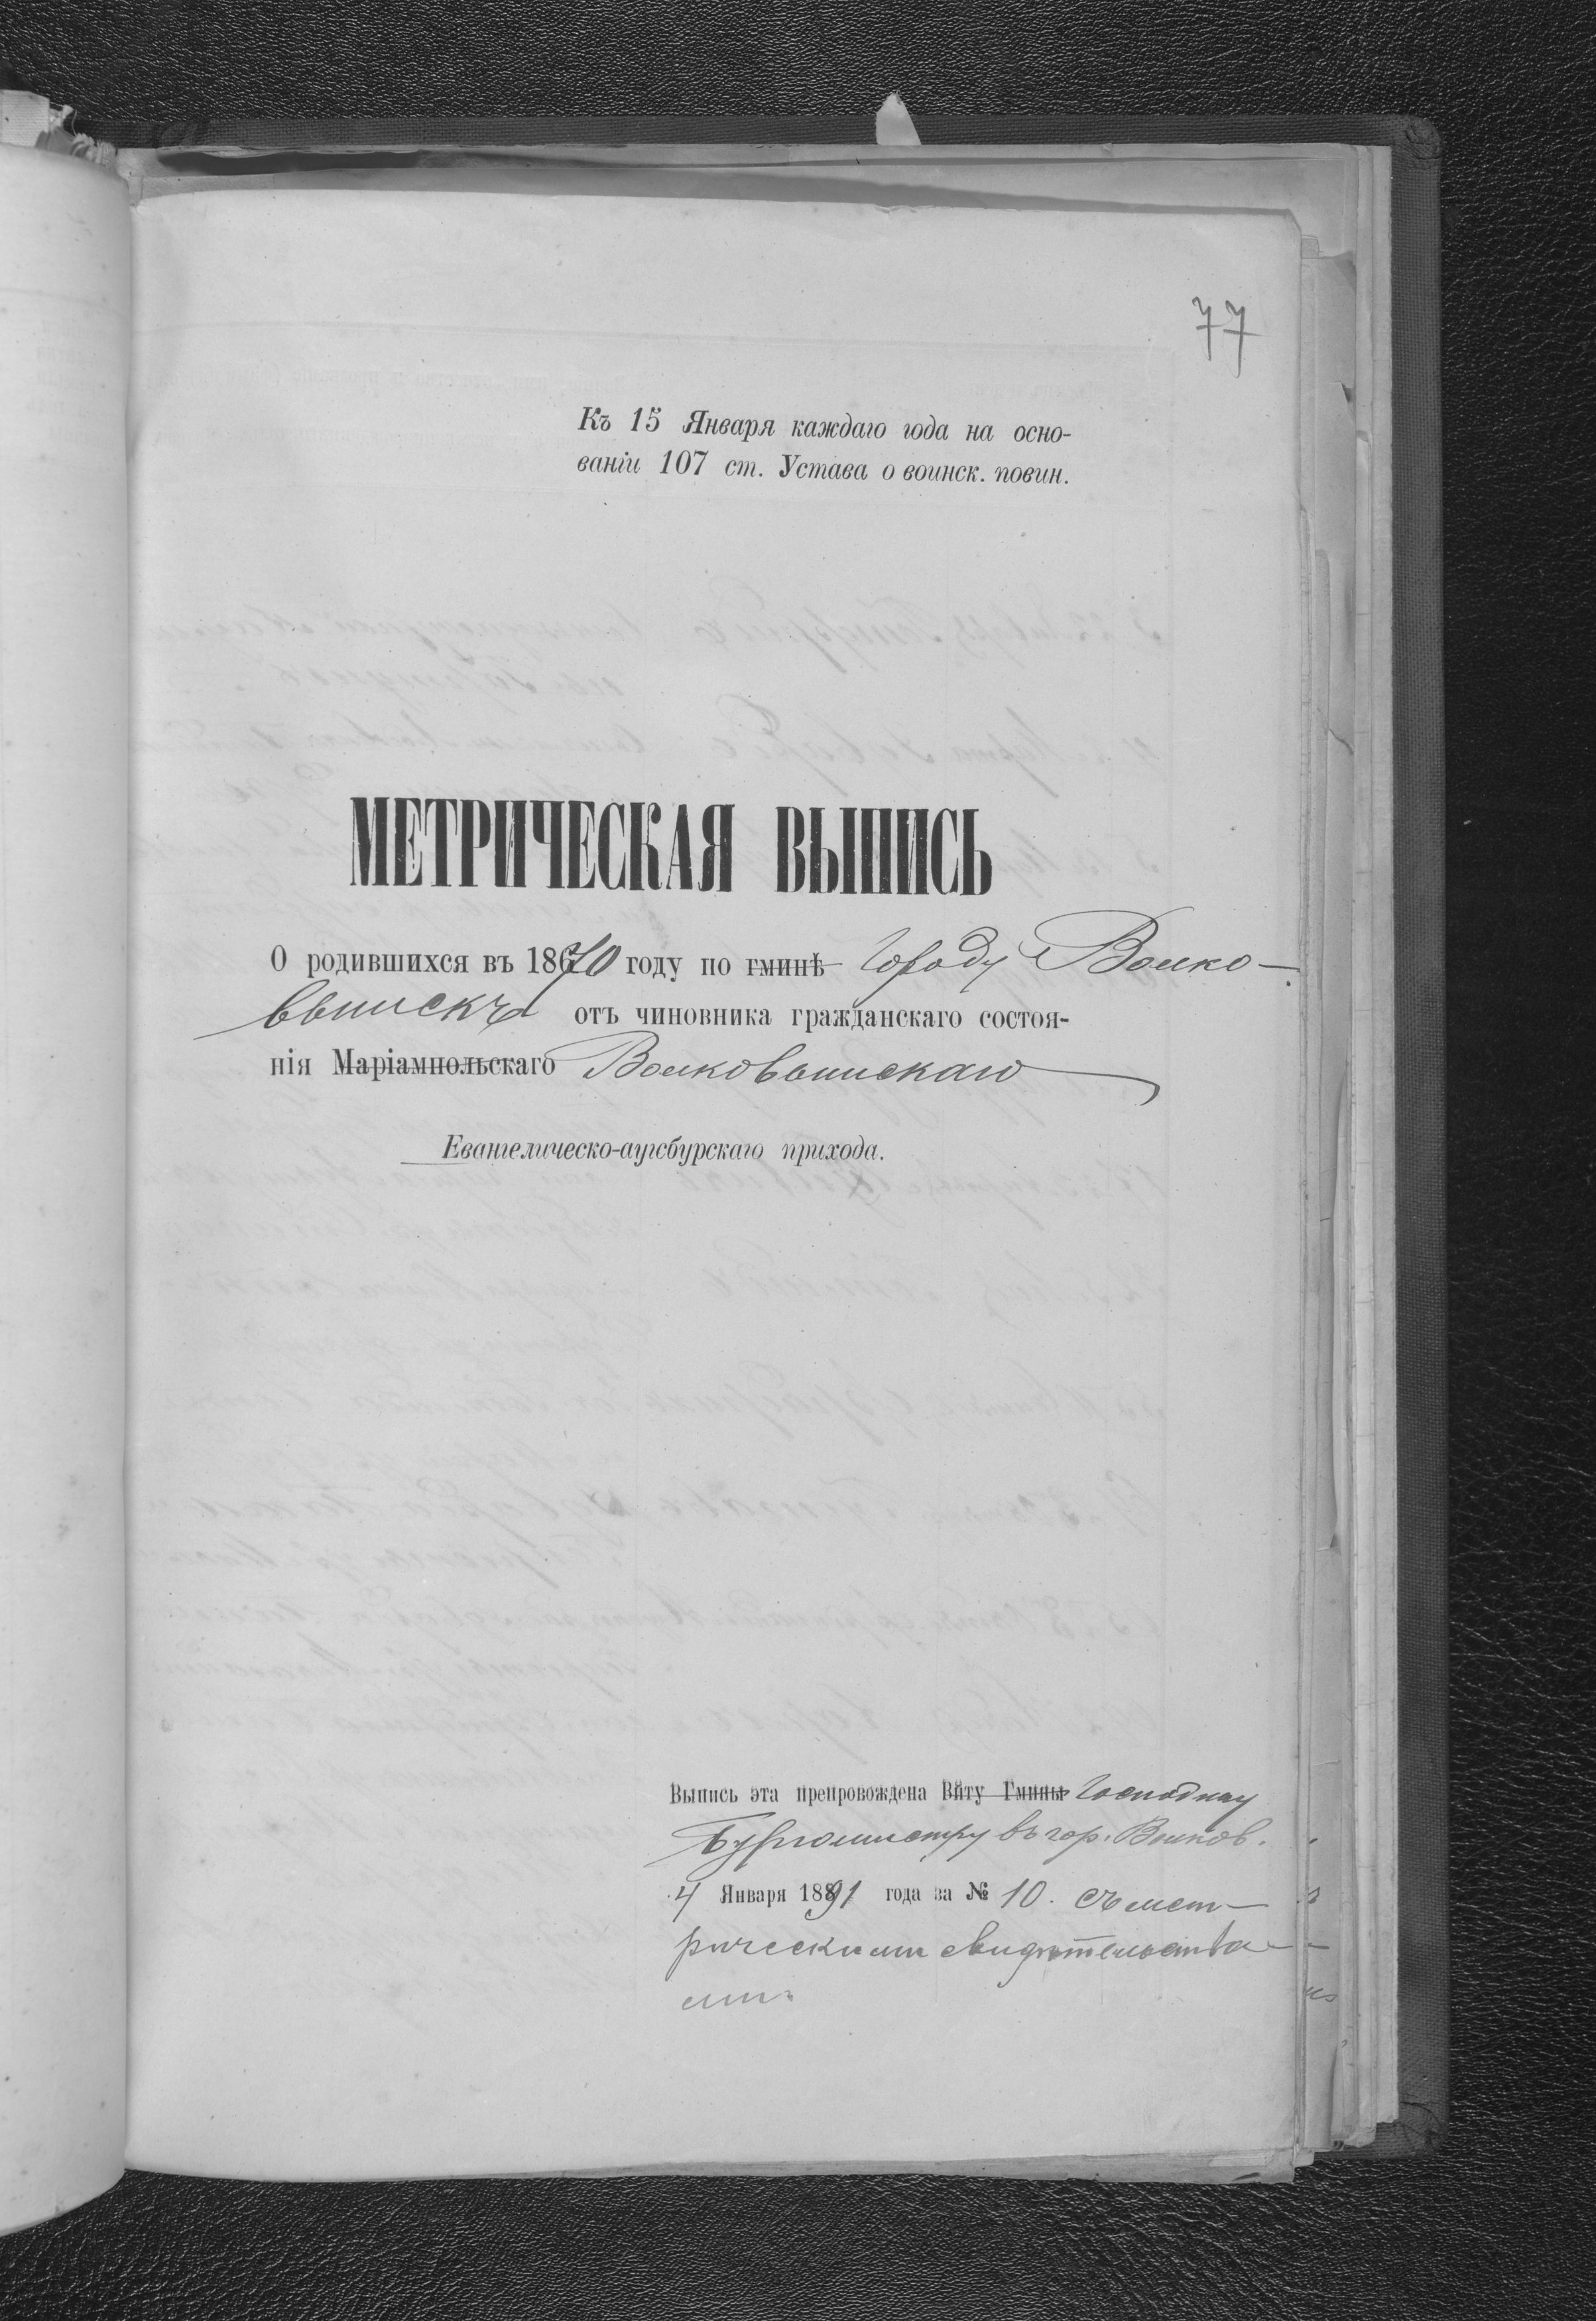 77
Къ 15 Января каждаго года на осно-
ваніи 107 ст. Устава о воинск. повин.
МЕТРИЧЕСКАЯ ВЫПИСЬ
О родившихся въ 1870 году по гминѣ городу Волко-
вышскъ отъ чиновника гражданскаго состоя-
нія Маріампольскаго Волковышскаго
Евангелическо-аугсбурскаго прихода.
Выпись эта препровождена Вйту Гмины Господину
Бургомистру въ гор. Волков.
4 Января 1891 года за № 10. съ мет-
рическими свидѣтельства-
ми.